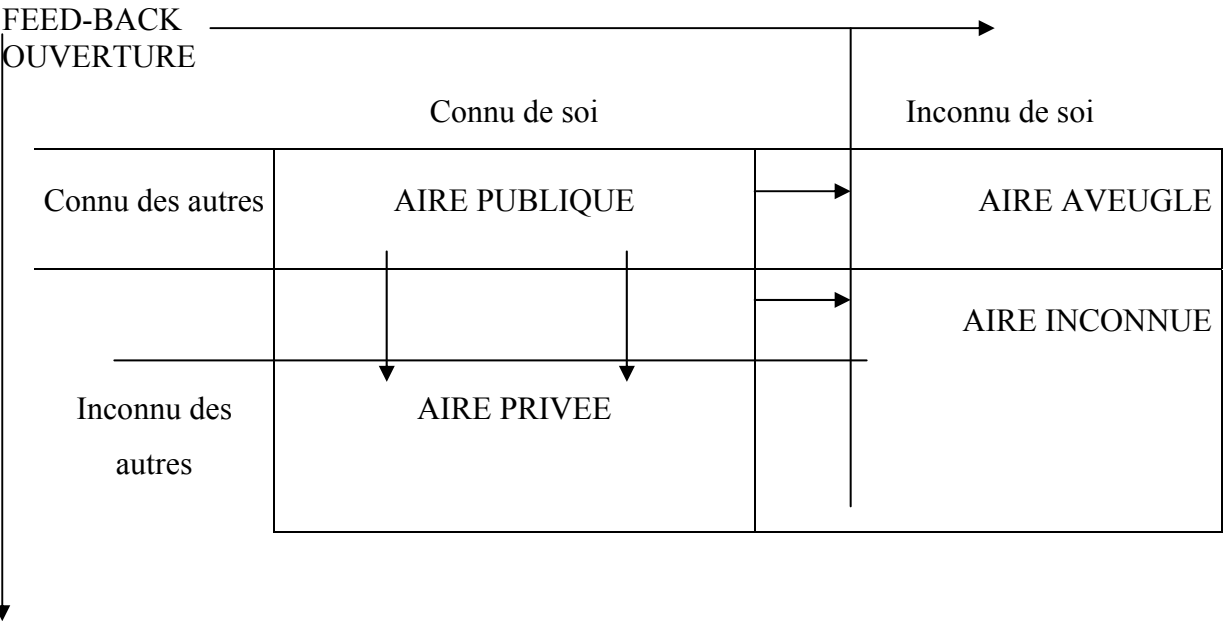 FEED-BACK
OUVERTURE
Connu de soi
Inconnu de soi
Connu des autres
AIRE PUBLIQUE
AIRE AVEUGLE
AIRE INCONNUE
Inconnu des
autres
AIRE PRIVEE